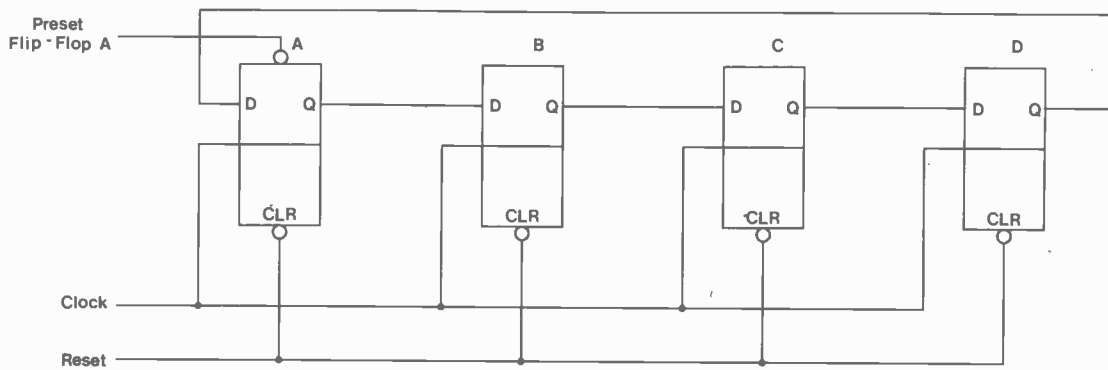 Preset
Flip-Flop A
A
B
C
D
D Q
D Q
D Q
D Q
CLR
CLR
CLR
CLR
Clock
Reset